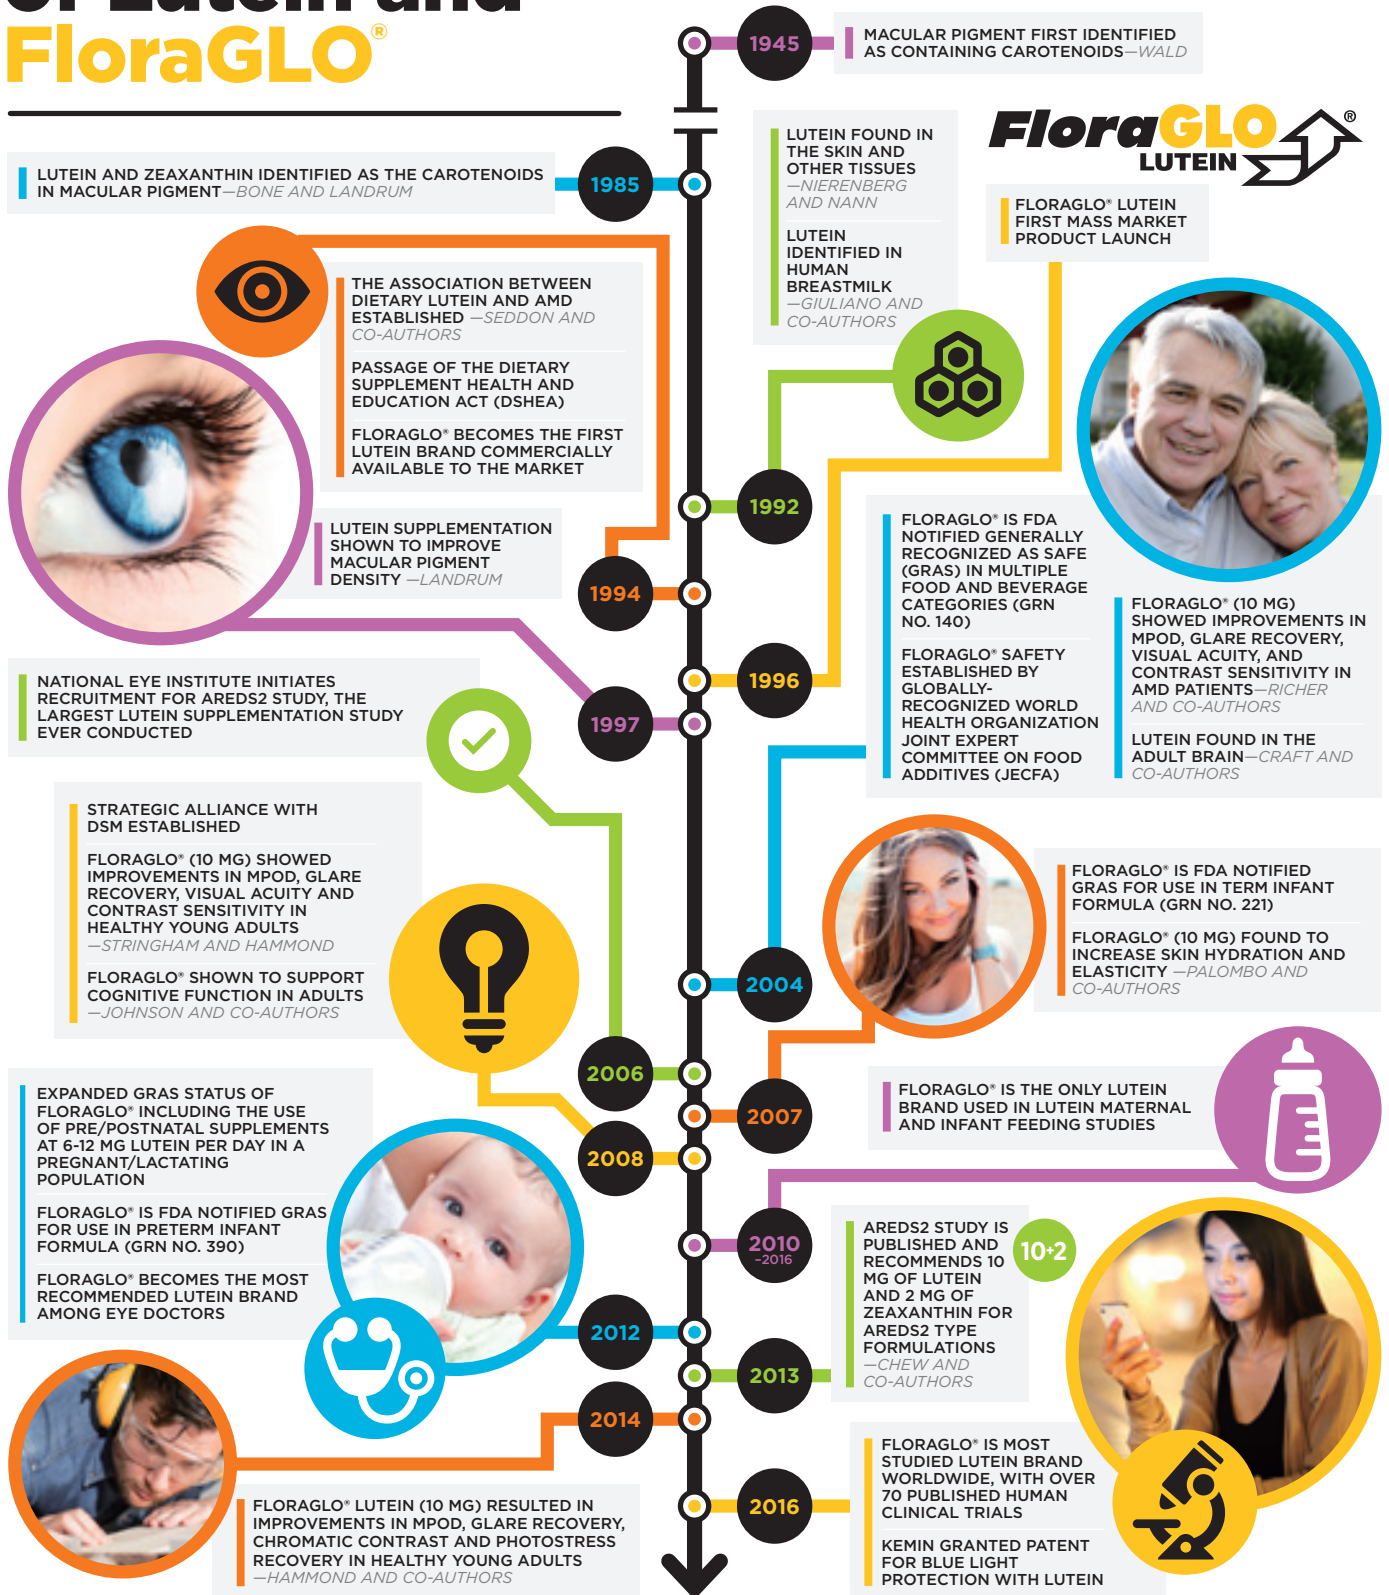 FloraGLO®
1945
MACULAR PIGMENT FIRST IDENTIFIED
AS CONTAINING CAROTENOIDS—WALD
FloraGLO ®
LUTEIN
LUTEIN AND ZEAXANTHIN IDENTIFIED AS THE CAROTENOIDS
IN MACULAR PIGMENT—BONE AND LANDRUM
1985
LUTEIN FOUND IN
THE SKIN AND
OTHER TISSUES
—NIERENBERG
AND NANN
LUTEIN
IDENTIFIED IN
HUMAN
BREASTMILK
—GIULIANO AND
CO-AUTHORS
1992
THE ASSOCIATION BETWEEN
DIETARY LUTEIN AND AMD
ESTABLISHED —SEDDON AND
CO-AUTHORS
PASSAGE OF THE DIETARY
SUPPLEMENT HEALTH AND
EDUCATION ACT (DSHEA)
FLORAGLO® BECOMES THE FIRST
LUTEIN BRAND COMMERCIALLY
AVAILABLE TO THE MARKET
1994
FLORAGLO® LUTEIN
FIRST MASS MARKET
PRODUCT LAUNCH
1996
LUTEIN SUPPLEMENTATION
SHOWN TO IMPROVE
MACULAR PIGMENT
DENSITY —LANDRUM
1997
FLORAGLO® IS FDA
NOTIFIED GENERALLY
RECOGNIZED AS SAFE
(GRAS) IN MULTIPLE
FOOD AND BEVERAGE
CATEGORIES (GRN
NO. 140)
FLORAGLO® SAFETY
ESTABLISHED BY
GLOBALLY-
RECOGNIZED WORLD
HEALTH ORGANIZATION
JOINT EXPERT
COMMITTEE ON FOOD
ADDITIVES (JECFA)
FLORAGLO® (10 MG)
SHOWED IMPROVEMENTS IN
MPOD, GLARE RECOVERY,
VISUAL ACUITY, AND
CONTRAST SENSITIVITY IN
AMD PATIENTS—RICHER
AND CO-AUTHORS
LUTEIN FOUND IN THE
ADULT BRAIN—CRAFT AND
CO-AUTHORS
2004
NATIONAL EYE INSTITUTE INITIATES
RECRUITMENT FOR AREDS2 STUDY, THE
LARGEST LUTEIN SUPPLEMENTATION STUDY
EVER CONDUCTED
2006
FLORAGLO® IS FDA NOTIFIED
GRAS FOR USE IN TERM INFANT
FORMULA (GRN NO. 221)
FLORAGLO® (10 MG) FOUND TO
INCREASE SKIN HYDRATION AND
ELASTICITY —PALOMBO AND
CO-AUTHORS
2007
STRATEGIC ALLIANCE WITH
DSM ESTABLISHED
FLORAGLO® (10 MG) SHOWED
IMPROVEMENTS IN MPOD, GLARE
RECOVERY, VISUAL ACUITY AND
CONTRAST SENSITIVITY IN
HEALTHY YOUNG ADULTS
—STRINGHAM AND HAMMOND
FLORAGLO® SHOWN TO SUPPORT
COGNITIVE FUNCTION IN ADULTS
—JOHNSON AND CO-AUTHORS
2008
FLORAGLO® IS THE ONLY LUTEIN
BRAND USED IN LUTEIN MATERNAL
AND INFANT FEEDING STUDIES
2010
–2016
EXPANDED GRAS STATUS OF
FLORAGLO® INCLUDING THE USE
OF PRE/POSTNATAL SUPPLEMENTS
AT 6-12 MG LUTEIN PER DAY IN A
PREGNANT/LACTATING
POPULATION
FLORAGLO® IS FDA NOTIFIED GRAS
FOR USE IN PRETERM INFANT
FORMULA (GRN NO. 390)
FLORAGLO® BECOMES THE MOST
RECOMMENDED LUTEIN BRAND
AMONG EYE DOCTORS
2012
AREDS2 STUDY IS
PUBLISHED AND
RECOMMENDS 10
MG OF LUTEIN
AND 2 MG OF
ZEAXANTHIN FOR
AREDS2 TYPE
FORMULATIONS
—CHEW AND
CO-AUTHORS
10+2
2013
2014
FLORAGLO® LUTEIN (10 MG) RESULTED IN
IMPROVEMENTS IN MPOD, GLARE RECOVERY,
CHROMATIC CONTRAST AND PHOTOSTRESS
RECOVERY IN HEALTHY YOUNG ADULTS
—HAMMOND AND CO-AUTHORS
2016
FLORAGLO® IS MOST
STUDIED LUTEIN BRAND
WORLDWIDE, WITH OVER
70 PUBLISHED HUMAN
CLINICAL TRIALS
KEMIN GRANTED PATENT
FOR BLUE LIGHT
PROTECTION WITH LUTEIN